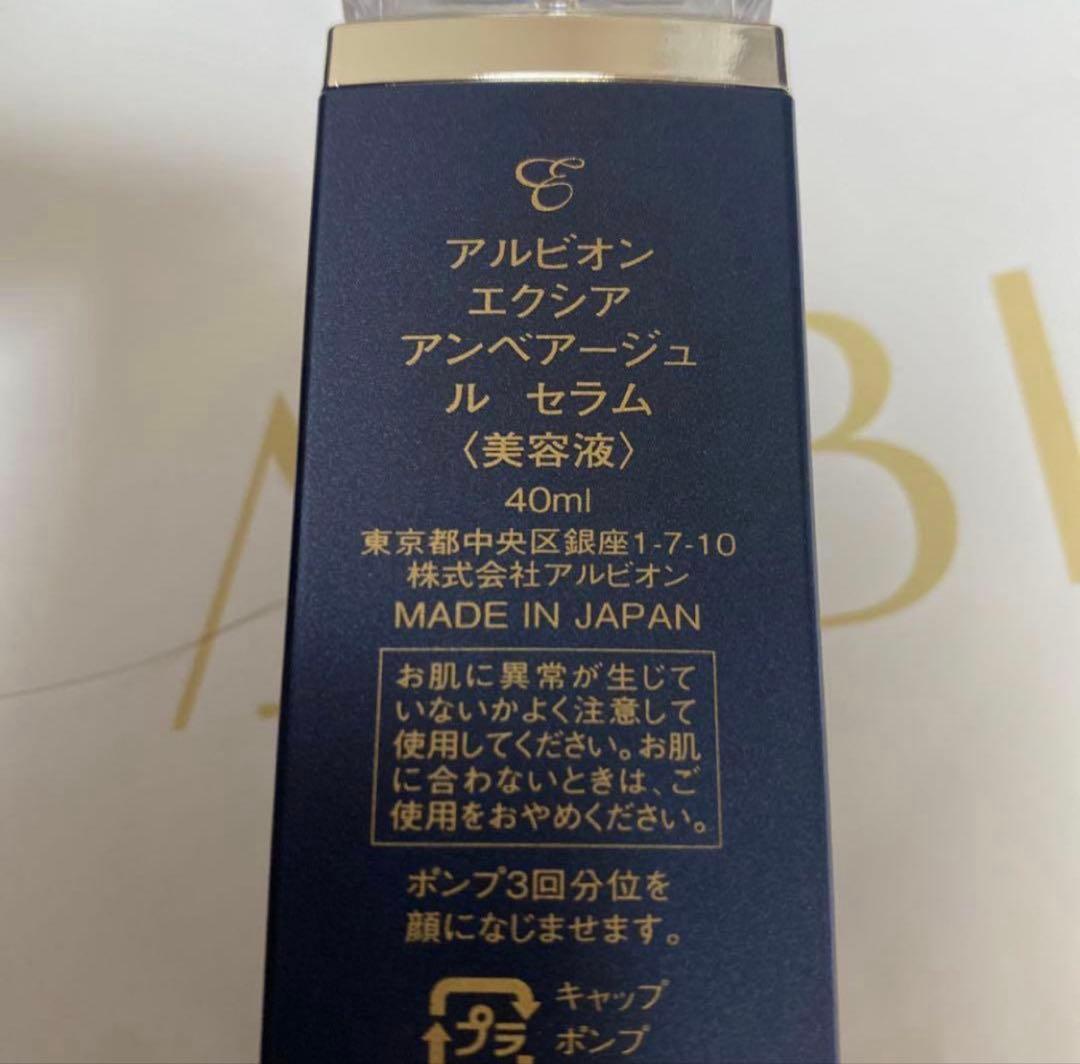 E
アルビオン
エクシア
アンベアージュ
ル セラム
〈美容液〉
40ml
東京都中央区銀座1-7-10
株式会社アルビオン
MADE IN JAPAN
お肌に異常が生じて
いないかよく注意して
使用してください。お肌
に合わないときは、ご
使用をおやめください。
ポンプ3回分位を
顔になじませます。
プラ
キャップ
ポンプ